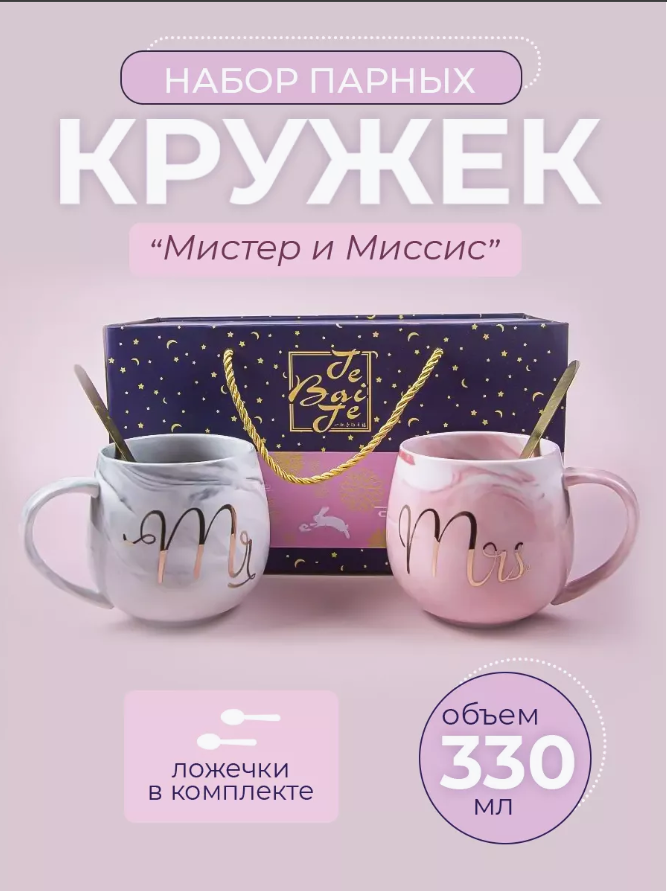 НАБОР ПАРНЫХ
КРУЖЕК
“Мистер и Миссис”
Je
Bai
Je
Mr
Mrs
ложечки
в комплекте
объем
330
мл